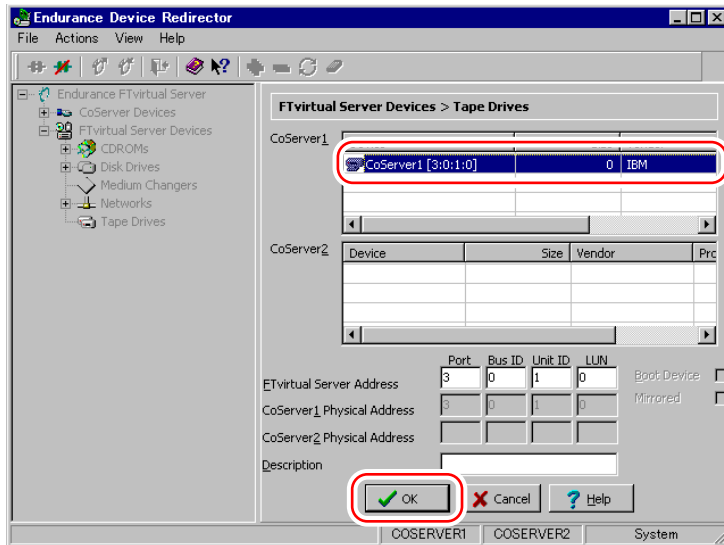 Endurance Device Redirector
File Actions View Help
Endurance FTvirtual Server
CoServer Devices
FTvirtual Server Devices
CDROMs
Disk Drives
Medium Changers
Networks
Tape Drives
FTvirtual Server Devices > Tape Drives
CoServer1
CoServer1 [3:0:1:0] 0 IBM
CoServer2
Device Size Vendor Prc
Port Bus ID Unit ID LUN
FTvirtual Server Address 3 0 1 0
Boot Device
CoServer1 Physical Address 3 0 1 0
Mirrored
CoServer2 Physical Address
Description
OK Cancel Help
COSERVER1 COSERVER2 System